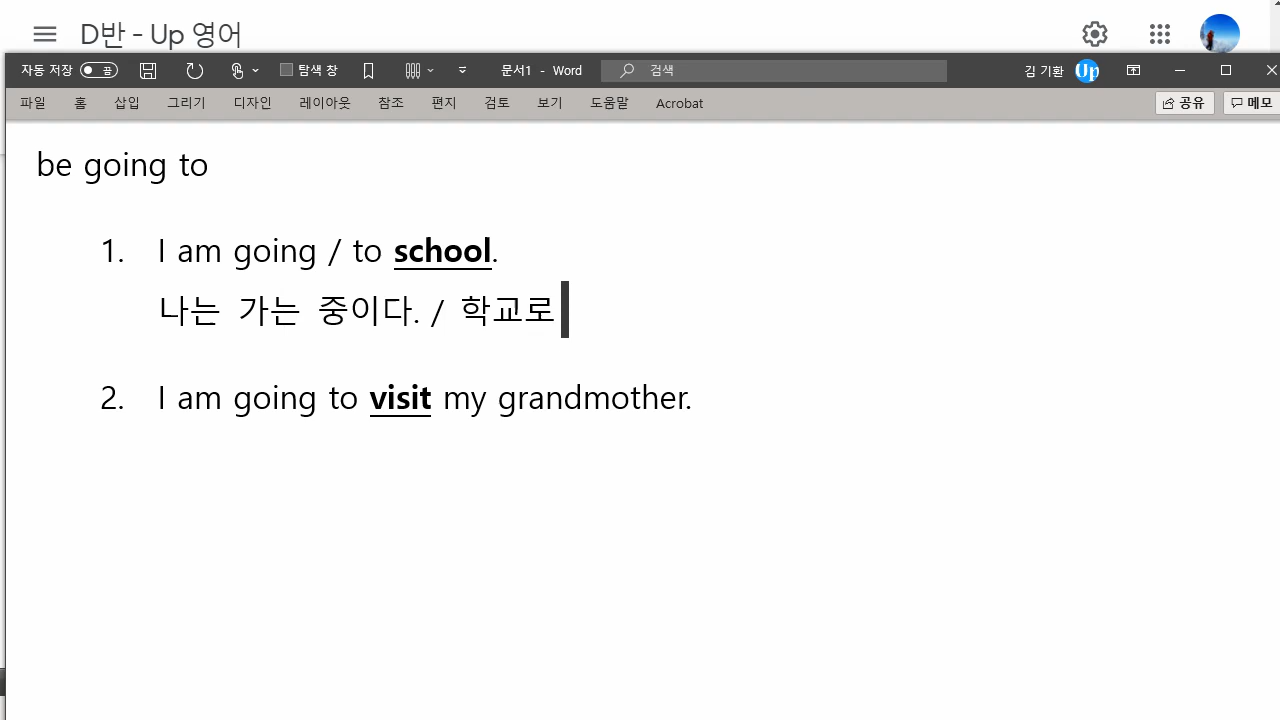 D반 - Up 영어
자동 저장 끔 탐색 창 문서1 - Word 검색 김 기환 Up
파일 홈 삽입 그리기 디자인 레이아웃 참조 편지 검토 보기 도움말 Acrobat 공유 메모
be going to
1. I am going / to school.
나는 가는 중이다. / 학교로
2. I am going to visit my grandmother.